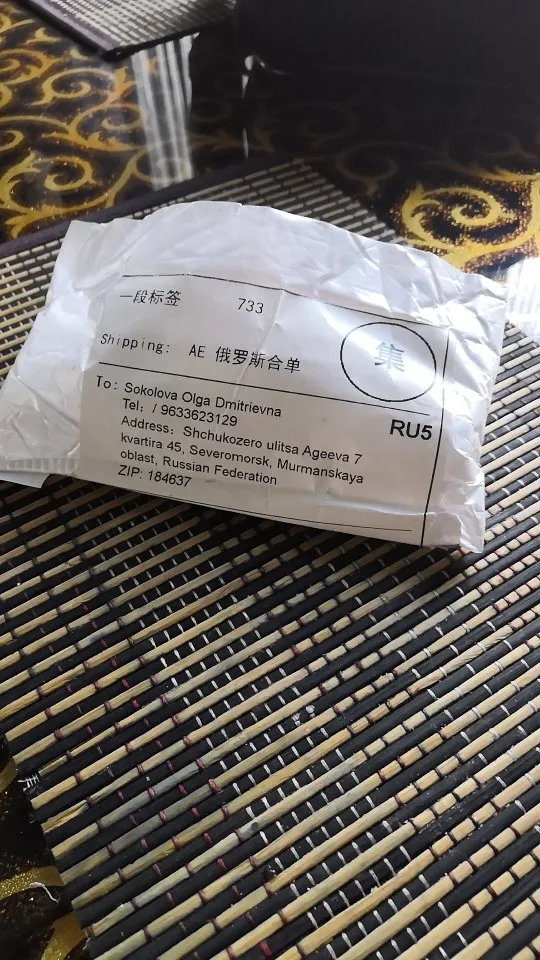 一段标签 733
集
Shipping: AE 俄罗斯合单
To: Sokolova Olga Dmitrievna
RU5
Tel: / 9633623129
Address: Shchukozero ulitsa Ageeva 7
kvartira 45, Severomorsk, Murmanskaya
oblast, Russian Federation
ZIP: 184637